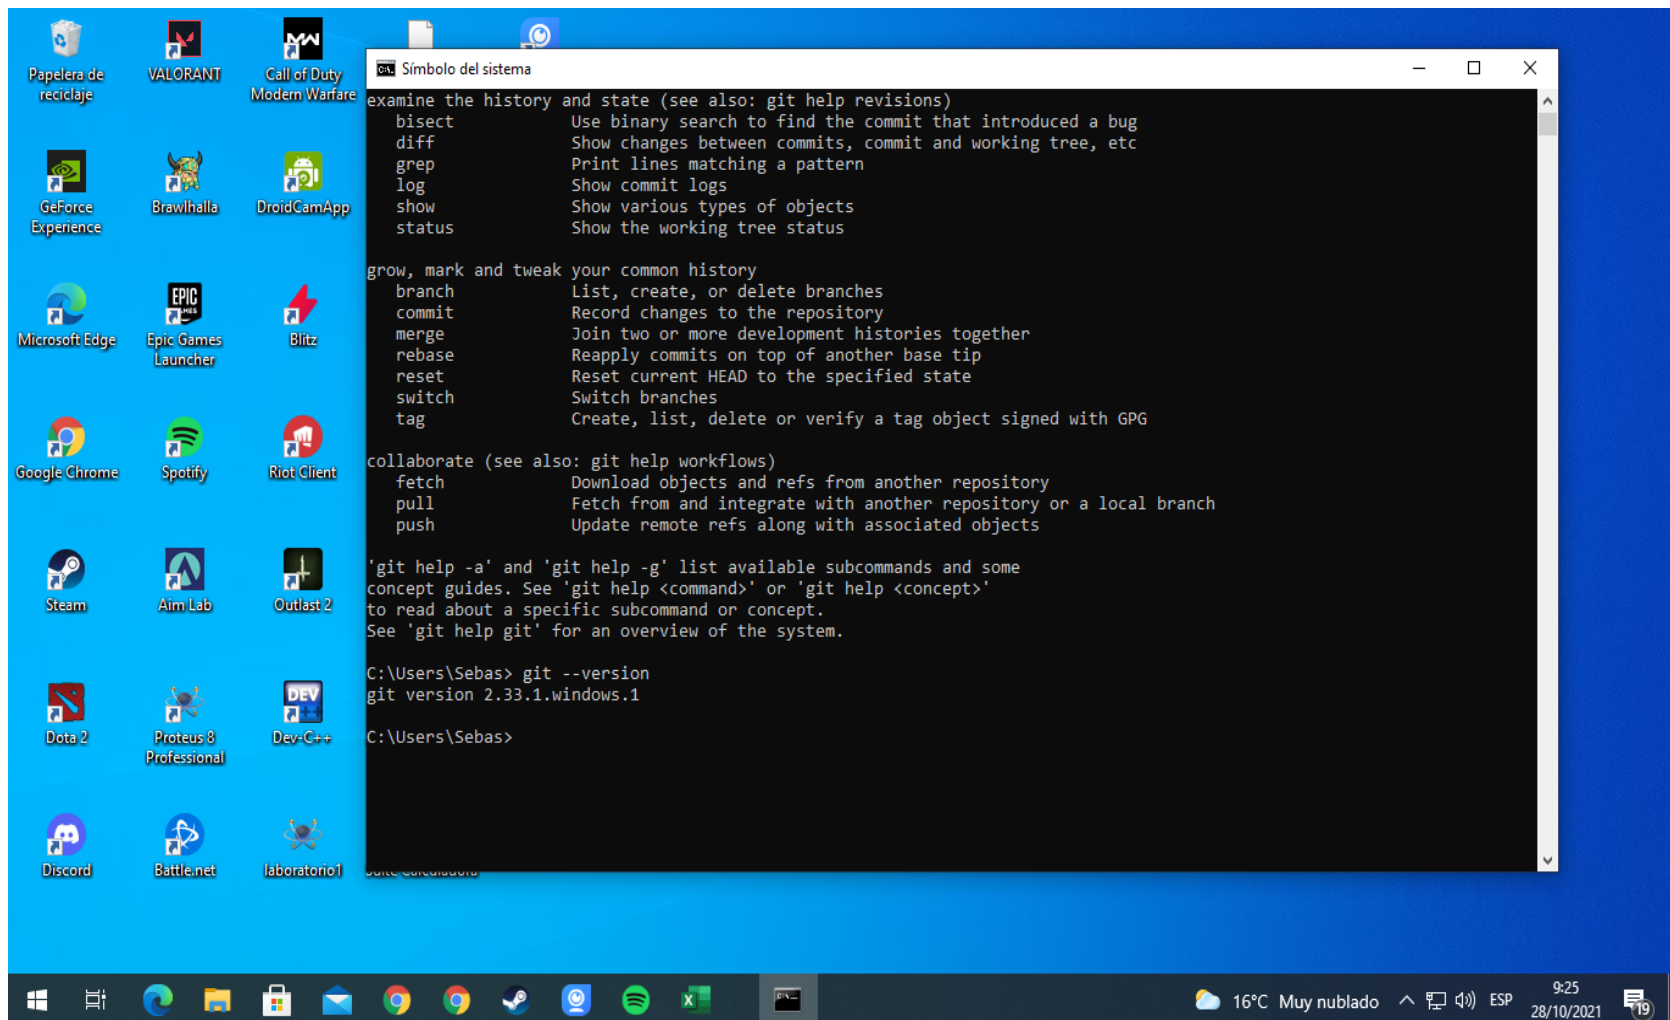 Papelera de
reciclaje
VALORANT
Call of Duty
Modern Warfare
GeForce
Experience
Brawlhalla
DroidCamApp
Microsoft Edge
EPIC
GAMES
Epic Games
Launcher
Blitz
Google Chrome
Spotify
Riot Client
Steam
Aim Lab
Outlast 2
Dota 2
Proteus 8
Professional
DEV
C++
Dev-C++
Discord
Battle.net
laboratorio1
Suite Calculadora
Símbolo del sistema
examine the history and state (see also: git help revisions)
bisect Use binary search to find the commit that introduced a bug
diff Show changes between commits, commit and working tree, etc
grep Print lines matching a pattern
log Show commit logs
show Show various types of objects
status Show the working tree status
grow, mark and tweak your common history
branch List, create, or delete branches
commit Record changes to the repository
merge Join two or more development histories together
rebase Reapply commits on top of another base tip
reset Reset current HEAD to the specified state
switch Switch branches
tag Create, list, delete or verify a tag object signed with GPG
collaborate (see also: git help workflows)
fetch Download objects and refs from another repository
pull Fetch from and integrate with another repository or a local branch
push Update remote refs along with associated objects
'git help -a' and 'git help -g' list available subcommands and some
concept guides. See 'git help <command>' or 'git help <concept>'
to read about a specific subcommand or concept.
See 'git help git' for an overview of the system.
C:\Users\Sebas> git --version
git version 2.33.1.windows.1
C:\Users\Sebas>
16°C Muy nublado
ESP
9:25
28/10/2021
19